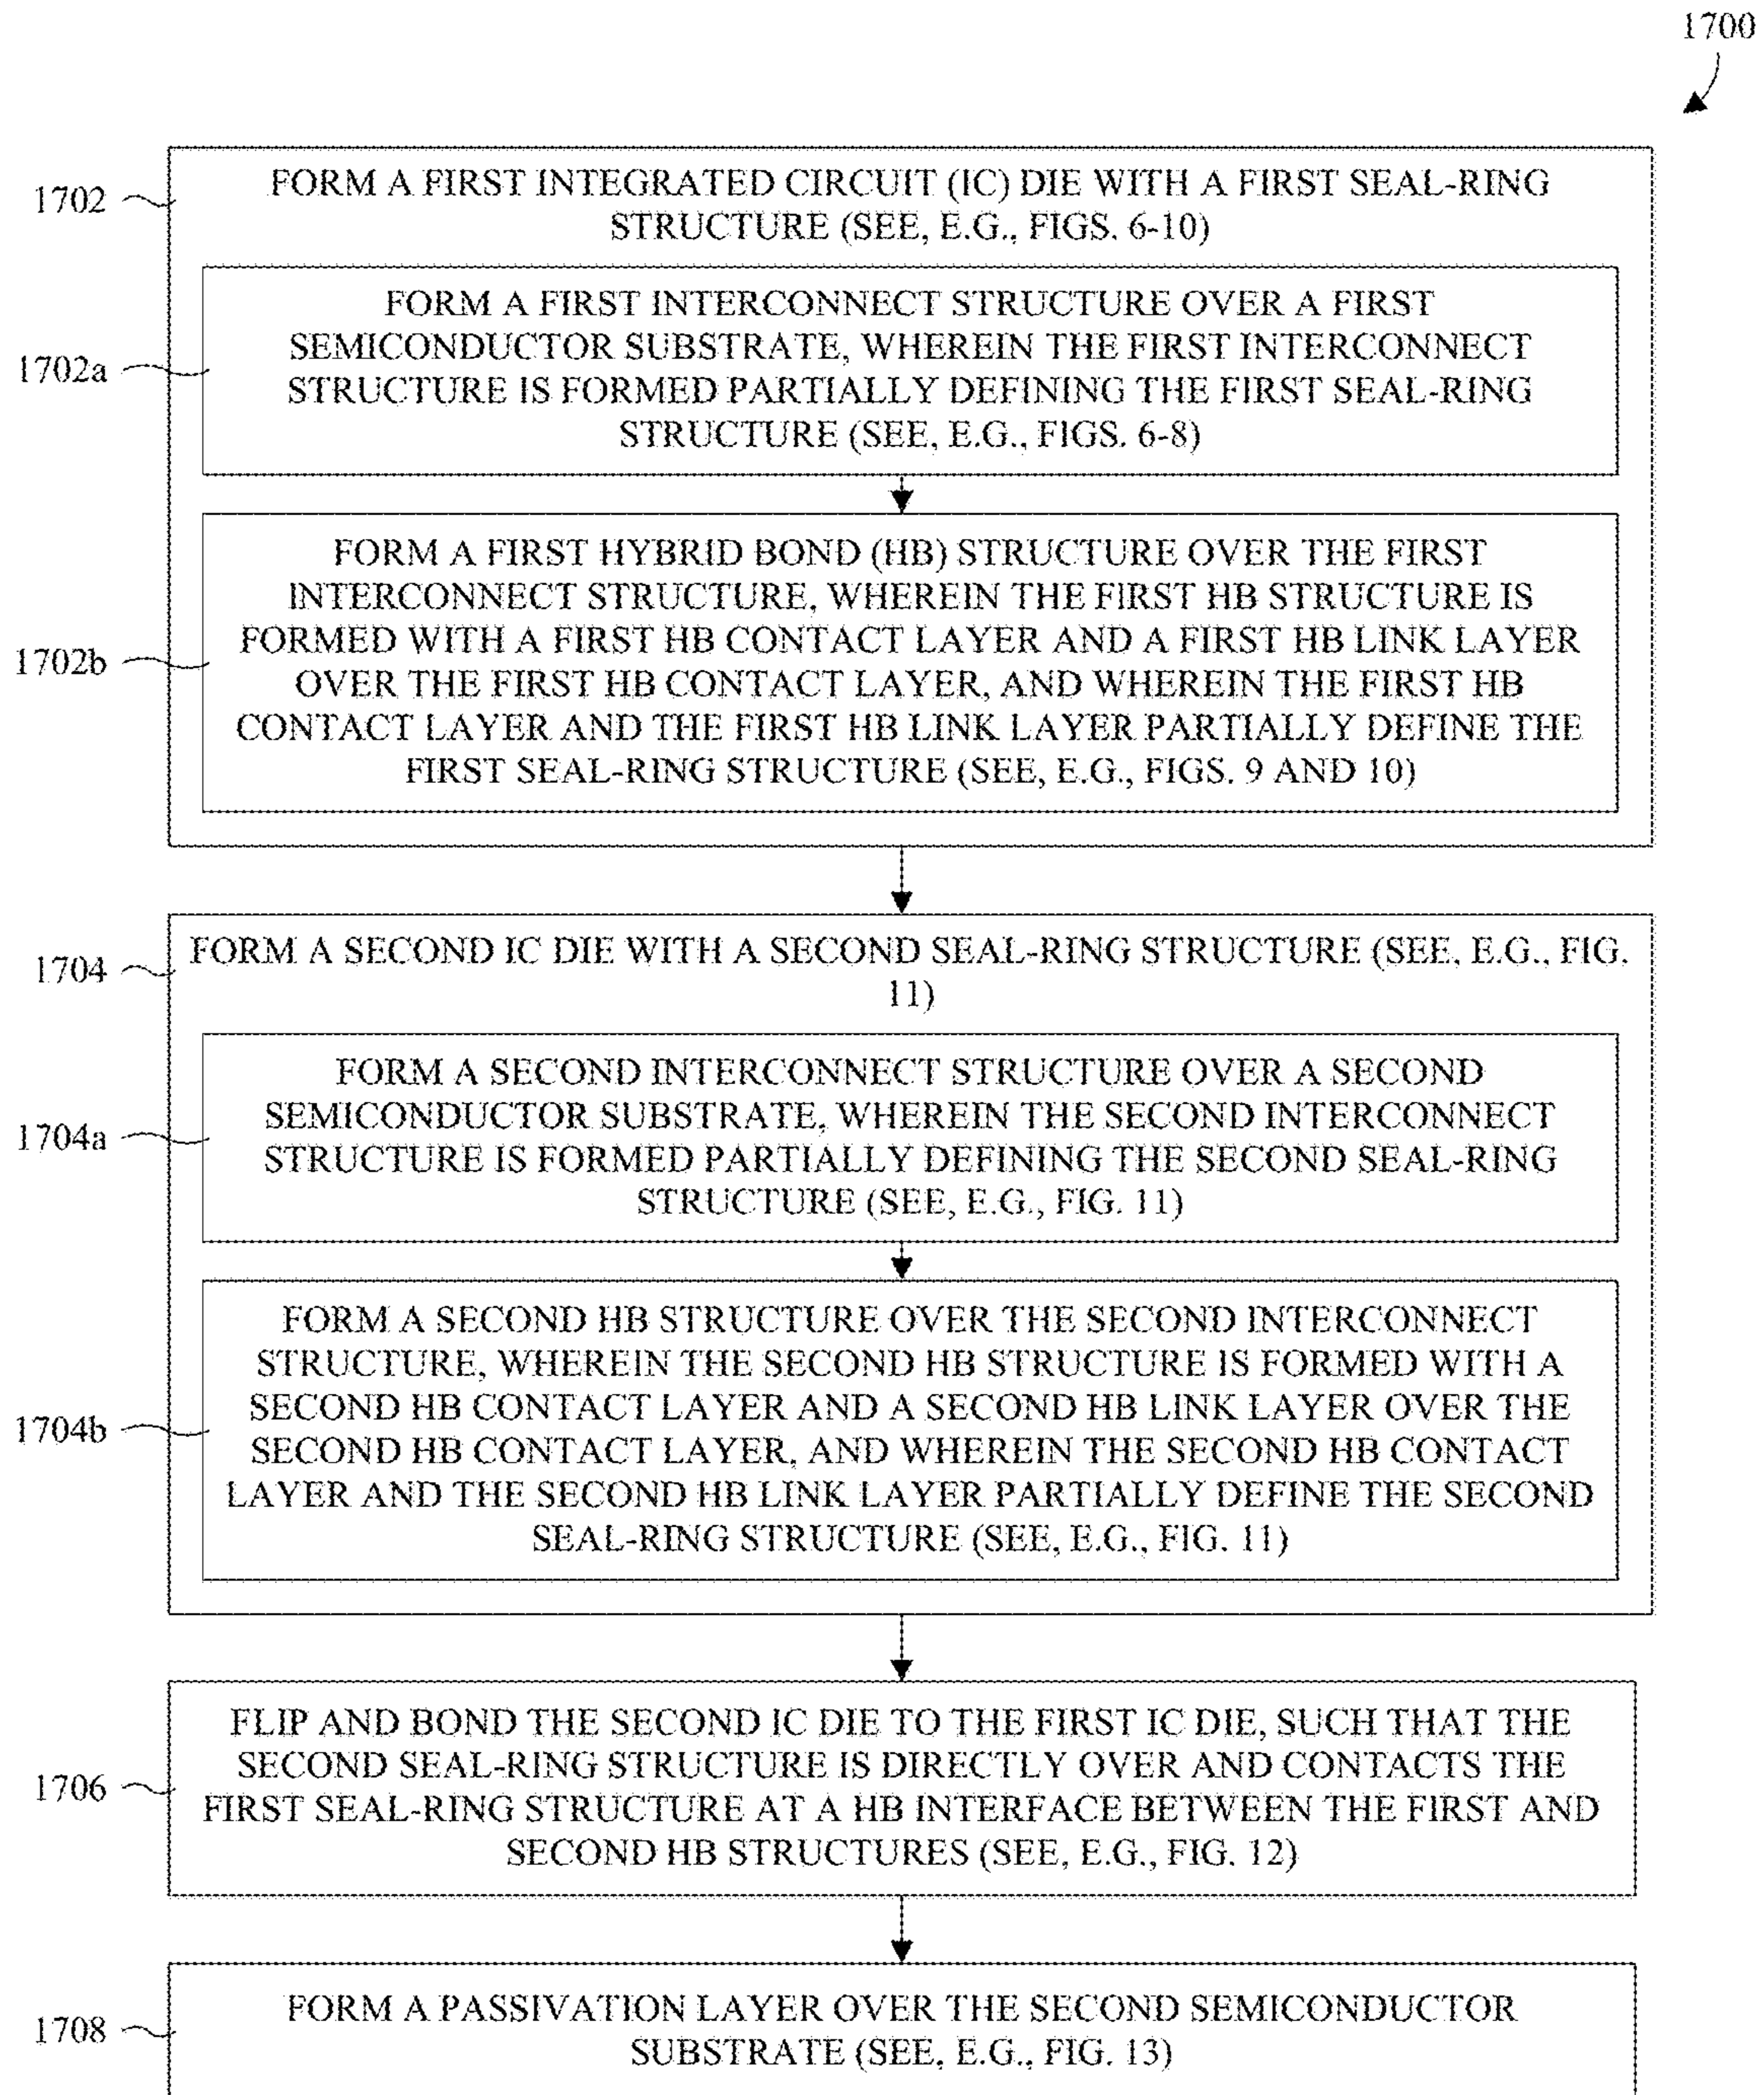 1700
1702
FORM A FIRST INTEGRATED CIRCUIT (IC) DIE WITH A FIRST SEAL-RING
STRUCTURE (SEE, E.G., FIGS. 6-10)
1702a
FORM A FIRST INTERCONNECT STRUCTURE OVER A FIRST
SEMICONDUCTOR SUBSTRATE, WHEREIN THE FIRST INTERCONNECT
STRUCTURE IS FORMED PARTIALLY DEFINING THE FIRST SEAL-RING
STRUCTURE (SEE, E.G., FIGS. 6-8)
1702b
FORM A FIRST HYBRID BOND (HB) STRUCTURE OVER THE FIRST
INTERCONNECT STRUCTURE, WHEREIN THE FIRST HB STRUCTURE IS
FORMED WITH A FIRST HB CONTACT LAYER AND A FIRST HB LINK LAYER
OVER THE FIRST HB CONTACT LAYER, AND WHEREIN THE FIRST HB
CONTACT LAYER AND THE FIRST HB LINK LAYER PARTIALLY DEFINE THE
FIRST SEAL-RING STRUCTURE (SEE, E.G., FIGS. 9 AND 10)
1704
FORM A SECOND IC DIE WITH A SECOND SEAL-RING STRUCTURE (SEE, E.G., FIG.
11)
1704a
FORM A SECOND INTERCONNECT STRUCTURE OVER A SECOND
SEMICONDUCTOR SUBSTRATE, WHEREIN THE SECOND INTERCONNECT
STRUCTURE IS FORMED PARTIALLY DEFINING THE SECOND SEAL-RING
STRUCTURE (SEE, E.G., FIG. 11)
1704b
FORM A SECOND HB STRUCTURE OVER THE SECOND INTERCONNECT
STRUCTURE, WHEREIN THE SECOND HB STRUCTURE IS FORMED WITH A
SECOND HB CONTACT LAYER AND A SECOND HB LINK LAYER OVER THE
SECOND HB CONTACT LAYER, AND WHEREIN THE SECOND HB CONTACT
LAYER AND THE SECOND HB LINK LAYER PARTIALLY DEFINE THE SECOND
SEAL-RING STRUCTURE (SEE, E.G., FIG. 11)
1706
FLIP AND BOND THE SECOND IC DIE TO THE FIRST IC DIE, SUCH THAT THE
SECOND SEAL-RING STRUCTURE IS DIRECTLY OVER AND CONTACTS THE
FIRST SEAL-RING STRUCTURE AT A HB INTERFACE BETWEEN THE FIRST AND
SECOND HB STRUCTURES (SEE, E.G., FIG. 12)
1708
FORM A PASSIVATION LAYER OVER THE SECOND SEMICONDUCTOR
SUBSTRATE (SEE, E.G., FIG. 13)